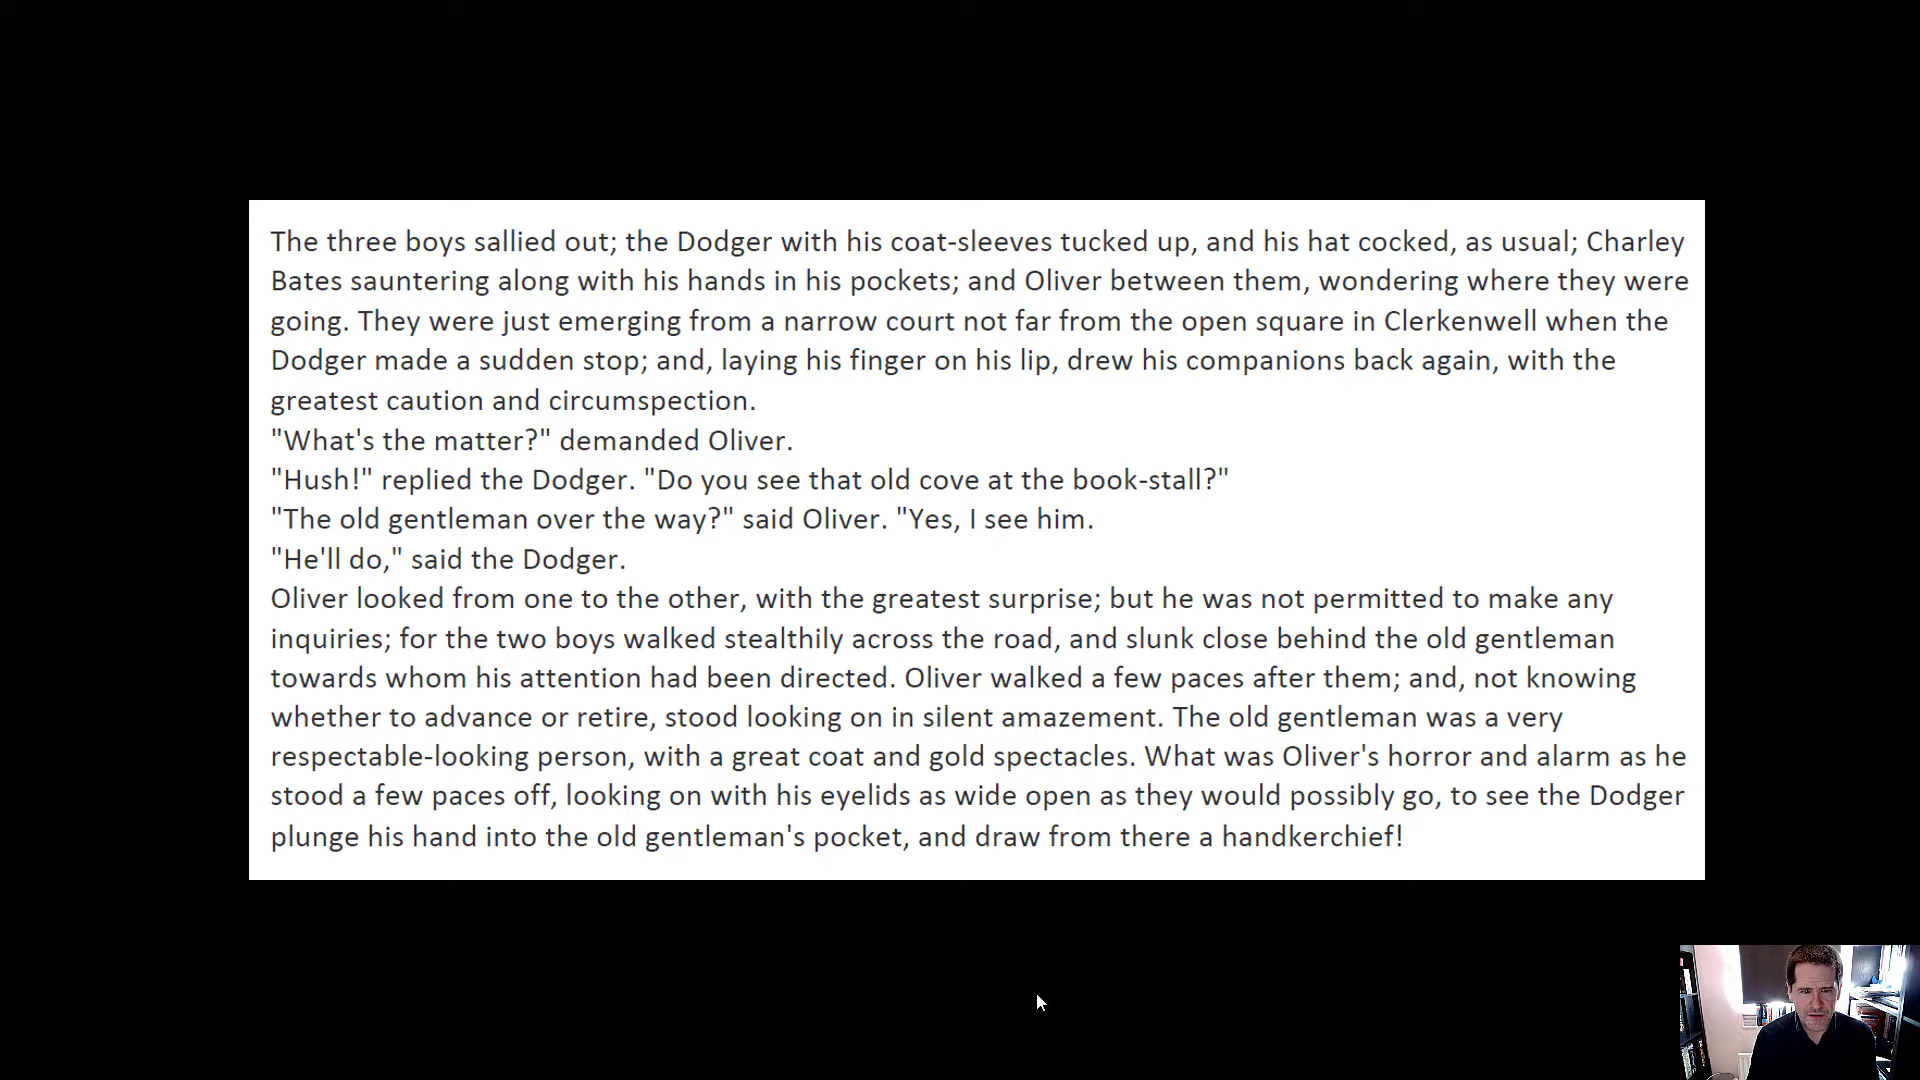 The three boys sallied out; the Dodger with his coat-sleeves tucked up, and his hat cocked, as usual; Charley
Bates sauntering along with his hands in his pockets; and Oliver between them, wondering where they were
going. They were just emerging from a narrow court not far from the open square in Clerkenwell when the
Dodger made a sudden stop; and, laying his finger on his lip, drew his companions back again, with the
greatest caution and circumspection.
"What's the matter?" demanded Oliver.
"Hush!" replied the Dodger. "Do you see that old cove at the book-stall?"
"The old gentleman over the way?" said Oliver. "Yes, I see him.
"He'll do," said the Dodger.
Oliver looked from one to the other, with the greatest surprise; but he was not permitted to make any
inquiries; for the two boys walked stealthily across the road, and slunk close behind the old gentleman
towards whom his attention had been directed. Oliver walked a few paces after them; and, not knowing
whether to advance or retire, stood looking on in silent amazement. The old gentleman was a very
respectable-looking person, with a great coat and gold spectacles. What was Oliver's horror and alarm as he
stood a few paces off, looking on with his eyelids as wide open as they would possibly go, to see the Dodger
plunge his hand into the old gentleman's pocket, and draw from there a handkerchief!